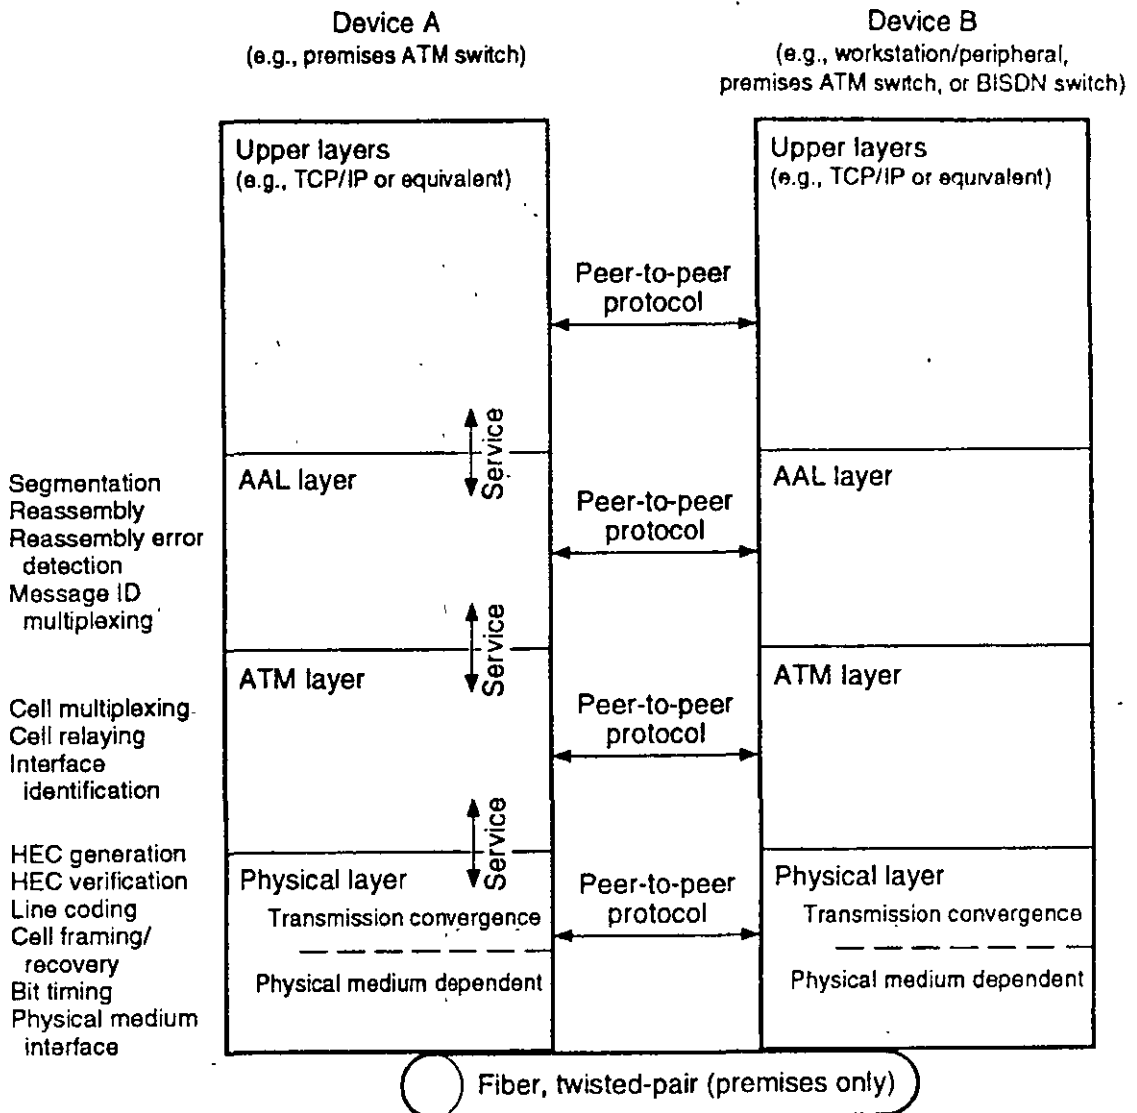 Device A
(e.g., premises ATM switch)
Device B
(e.g., workstation/peripheral,
premises ATM switch, or BISDN switch)
Upper layers
(e.g., TCP/IP or equivalent)
Upper layers
(e.g., TCP/IP or equivalent)
Peer-to-peer
protocol
Service
Segmentation
Reassembly
Reassembly error
detection
Message ID
multiplexing
AAL layer
Peer-to-peer
protocol
AAL layer
Service
Cell multiplexing
Cell relaying
Interface
identification
ATM layer
Peer-to-peer
protocol
ATM layer
Service
HEC generation
HEC verification
Line coding
Cell framing/
recovery
Bit timing
Physical medium
interface
Physical layer
Transmission convergence
Physical medium dependent
Peer-to-peer
protocol
Physical layer
Transmission convergence
Physical medium dependent
Fiber, twisted-pair (premises only)